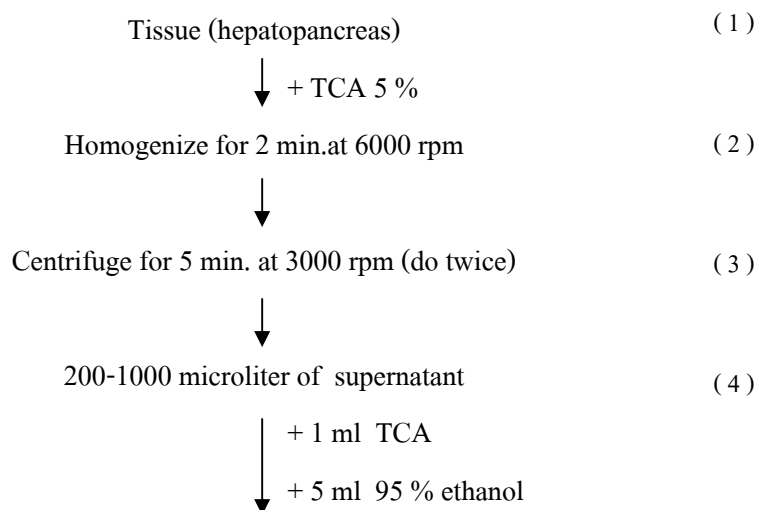 Tissue (hepatopancreas) ( 1 )
+ TCA 5 %
Homogenize for 2 min.at 6000 rpm ( 2 )
Centrifuge for 5 min. at 3000 rpm (do twice) ( 3 )
200-1000 microliter of supernatant ( 4 )
+ 1 ml TCA
+ 5 ml 95 % ethanol